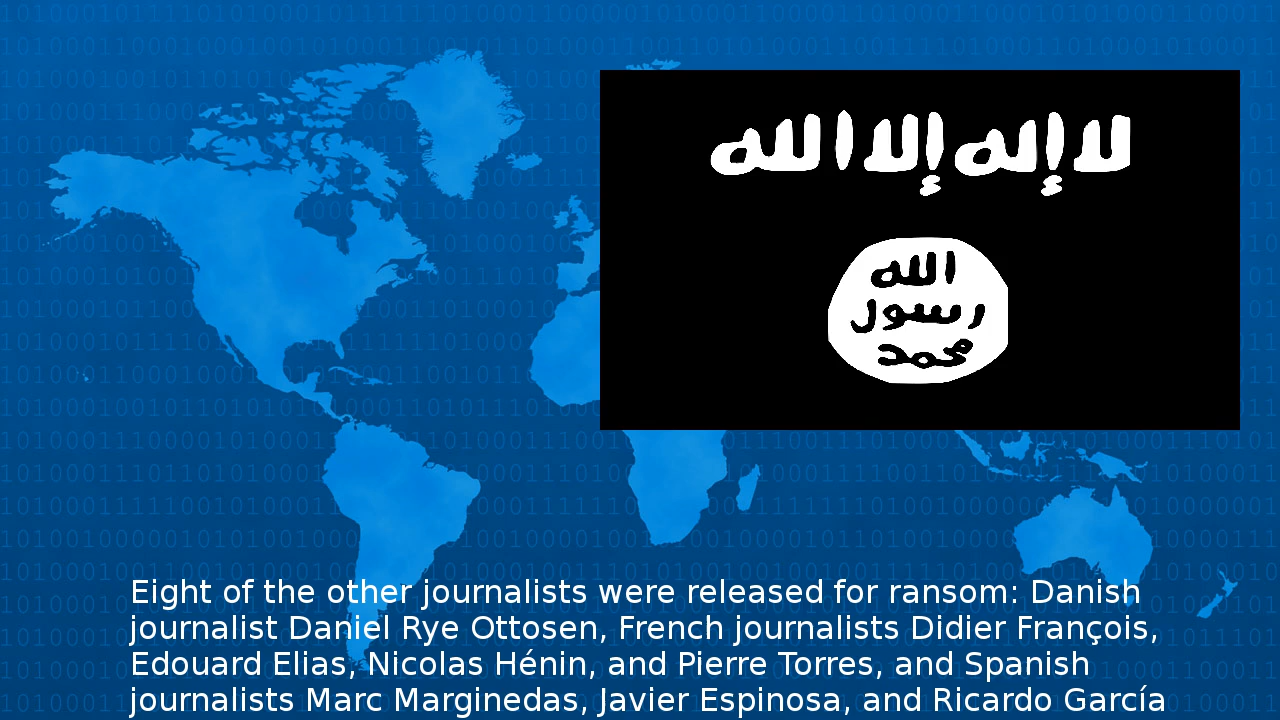 لا إله إلا الله
الله
رسول
محمد
Eight of the other journalists were released for ransom: Danish
journalist Daniel Rye Ottosen, French journalists Didier François,
Edouard Elias, Nicolas Hénin, and Pierre Torres, and Spanish
journalists Marc Marginedas, Javier Espinosa, and Ricardo García